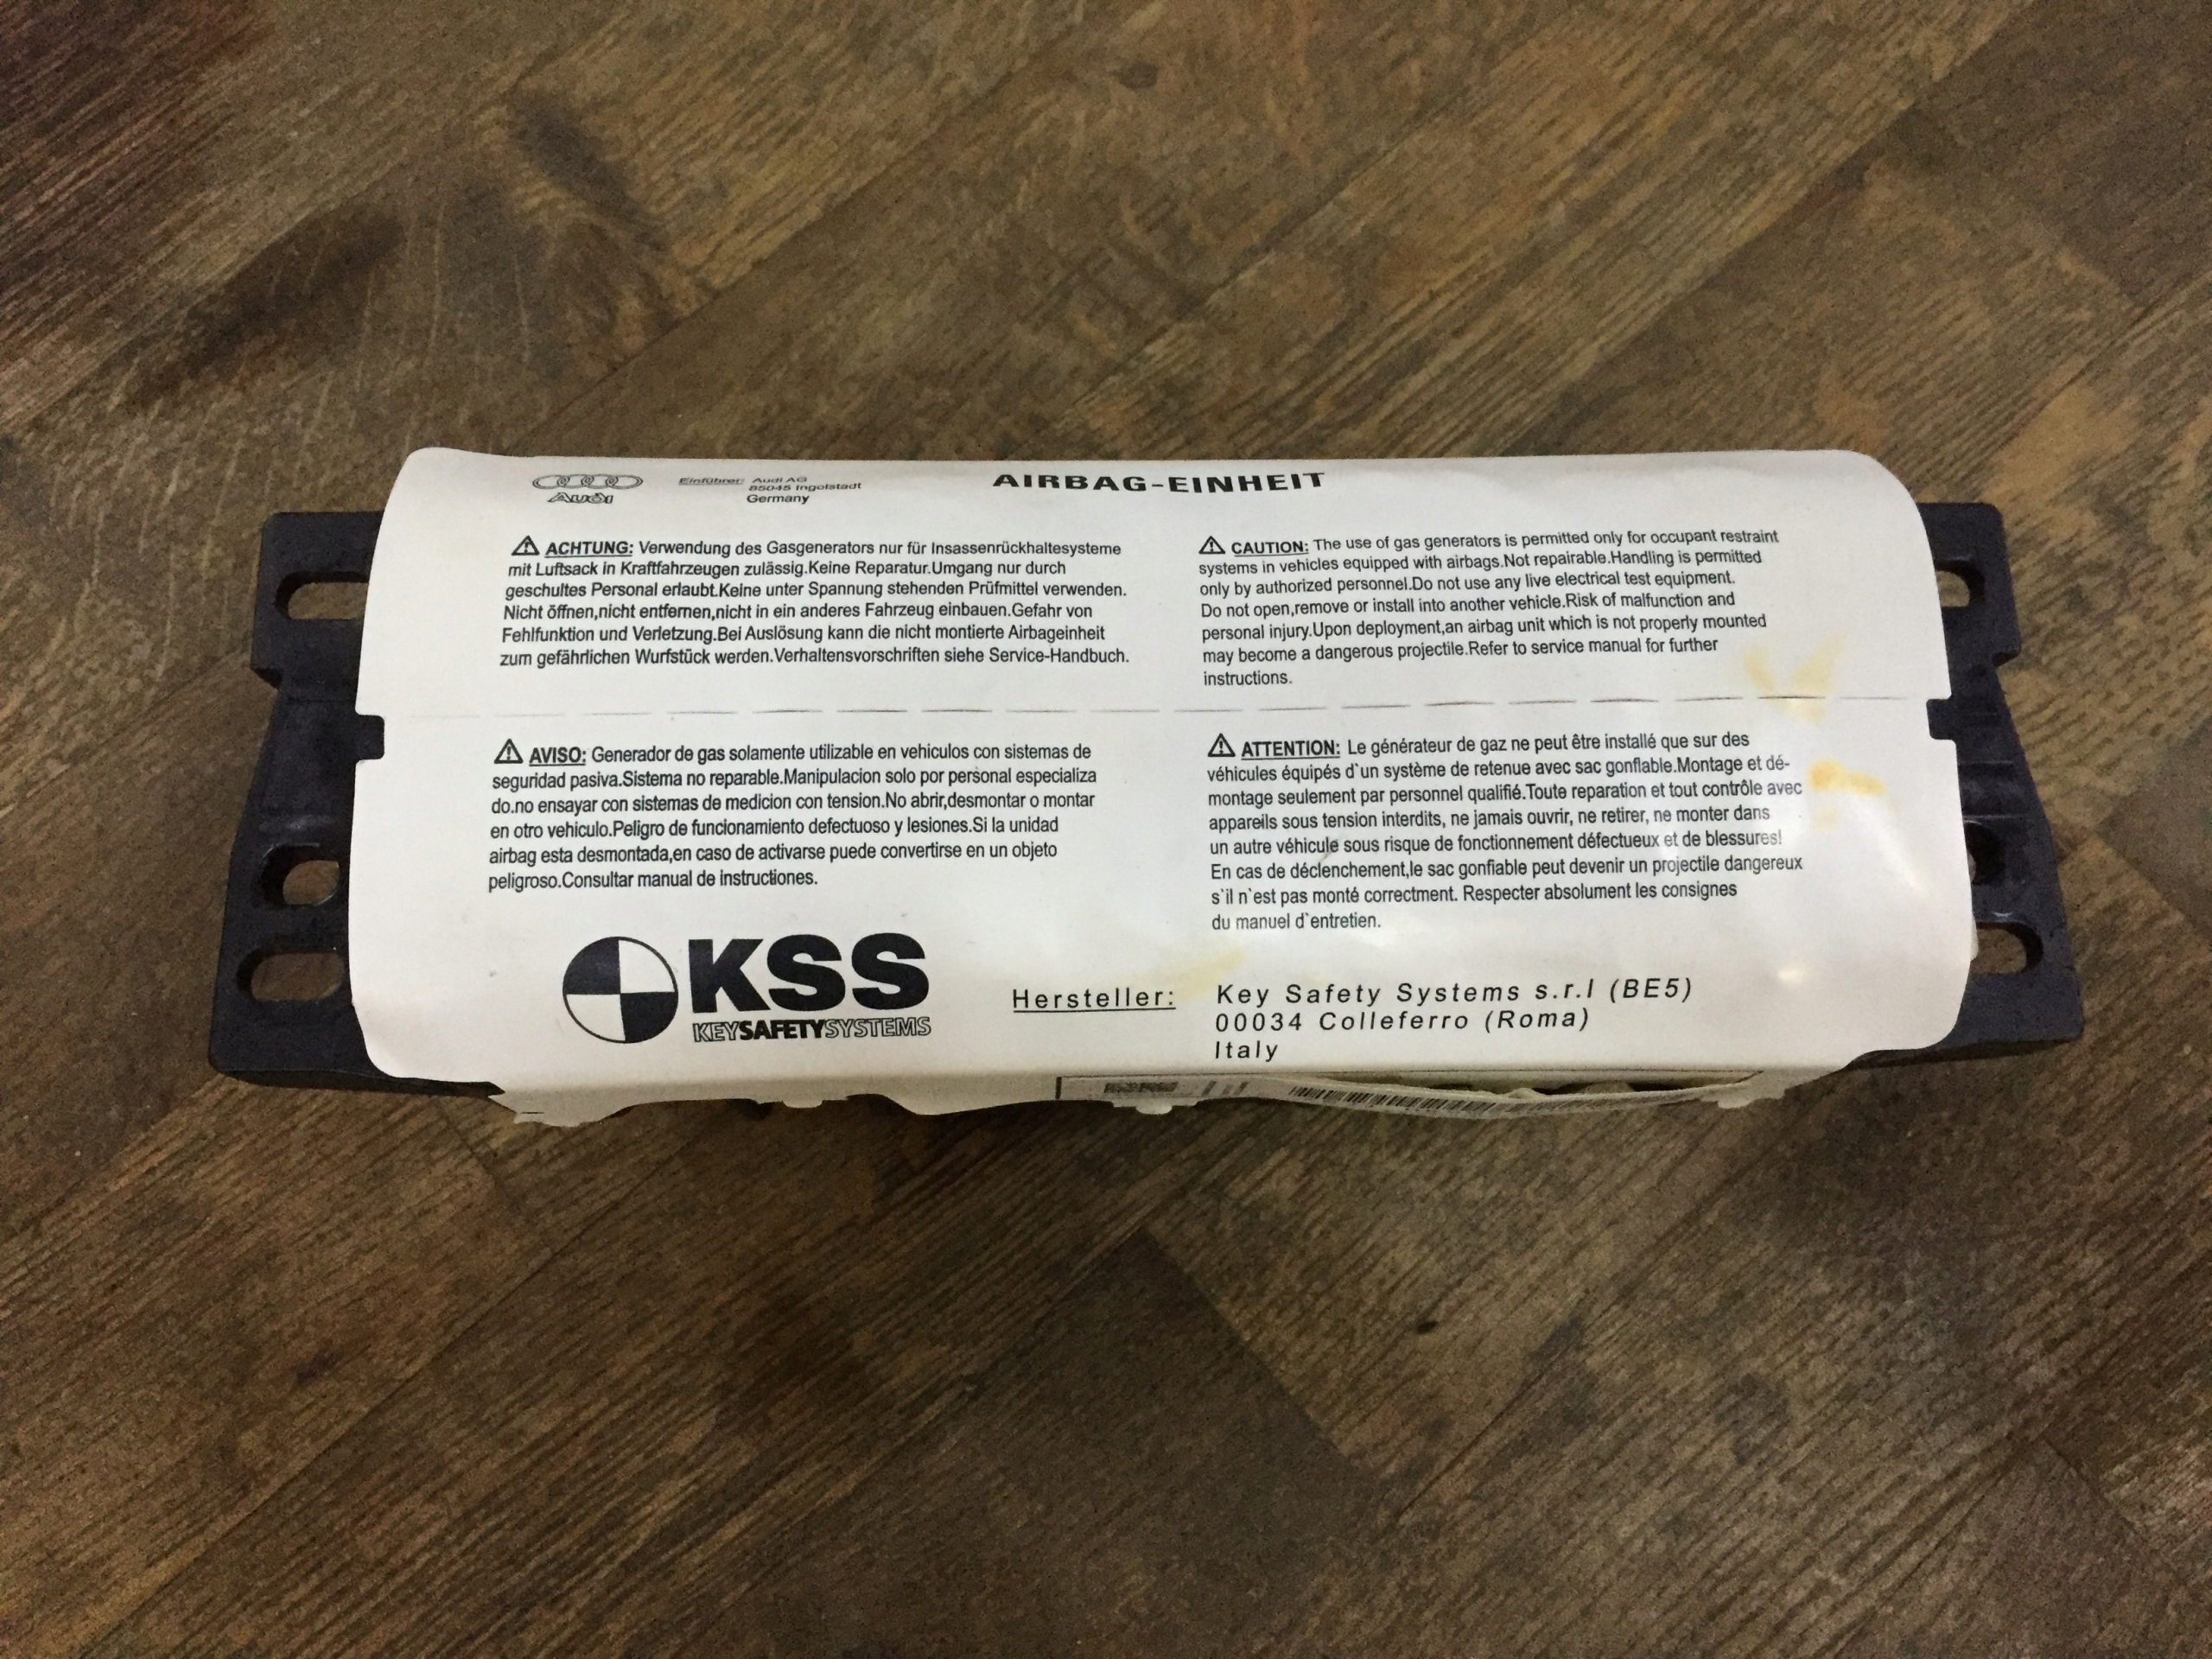 Audi
Einführer: Audi AG
85045 Ingolstadt
Germany
AIRBAG-EINHEIT
ACHTUNG: Verwendung des Gasgenerators nur für Insassenrückhaltesysteme
mit Luftsack in Kraftfahrzeugen zulässig.Keine Reparatur.Umgang nur durch
geschultes Personal erlaubt.Keine unter Spannung stehenden Prüfmittel verwenden.
Nicht öffnen,nicht entfernen,nicht in ein anderes Fahrzeug einbauen.Gefahr von
Fehlfunktion und Verletzung.Bei Auslösung kann die nicht montierte Airbageinheit
zum gefährlichen Wurfstück werden.Verhaltensvorschriften siehe Service-Handbuch.
CAUTION: The use of gas generators is permitted only for occupant restraint
systems in vehicles equipped with airbags.Not repairable.Handling is permitted
only by authorized personnel.Do not use any live electrical test equipment.
Do not open,remove or install into another vehicle.Risk of malfunction and
personal injury.Upon deployment,an airbag unit which is not properly mounted
may become a dangerous projectile.Refer to service manual for further
instructions.
AVISO: Generador de gas solamente utilizable en vehiculos con sistemas de
seguridad pasiva.Sistema no reparable.Manipulacion solo por personal especializa
do.no ensayar con sistemas de medicion con tension.No abrir,desmontar o montar
en otro vehiculo.Peligro de funcionamiento defectuoso y lesiones.Si la unidad
airbag esta desmontada,en caso de activarse puede convertirse en un objeto
peligroso.Consultar manual de instructiones.
ATTENTION: Le générateur de gaz ne peut être installé que sur des
véhicules équipés d`un système de retenue avec sac gonflable.Montage et dé-
montage seulement par personnel qualifié.Toute reparation et tout contrôle avec
appareils sous tension interdits, ne jamais ouvrir, ne retirer, ne monter dans
un autre véhicule sous risque de fonctionnement défectueux et de blessures!
En cas de déclenchement,le sac gonfiable peut devenir un projectile dangereux
s`il n`est pas monté correctment. Respecter absolument les consignes
du manuel d`entretien.
KSS
KEYSAFETYSYSTEMS
Hersteller: Key Safety Systems s.r.l (BE5)
00034 Colleferro (Roma)
Italy